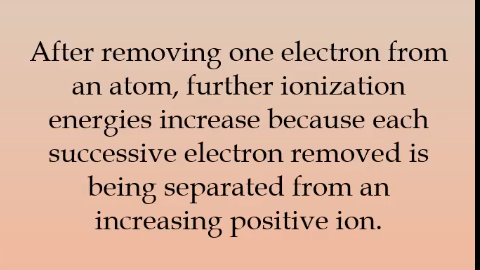 After removing one electron from
an atom, further ionization
energies increase because each
successive electron removed is
being separated from an
increasing positive ion.